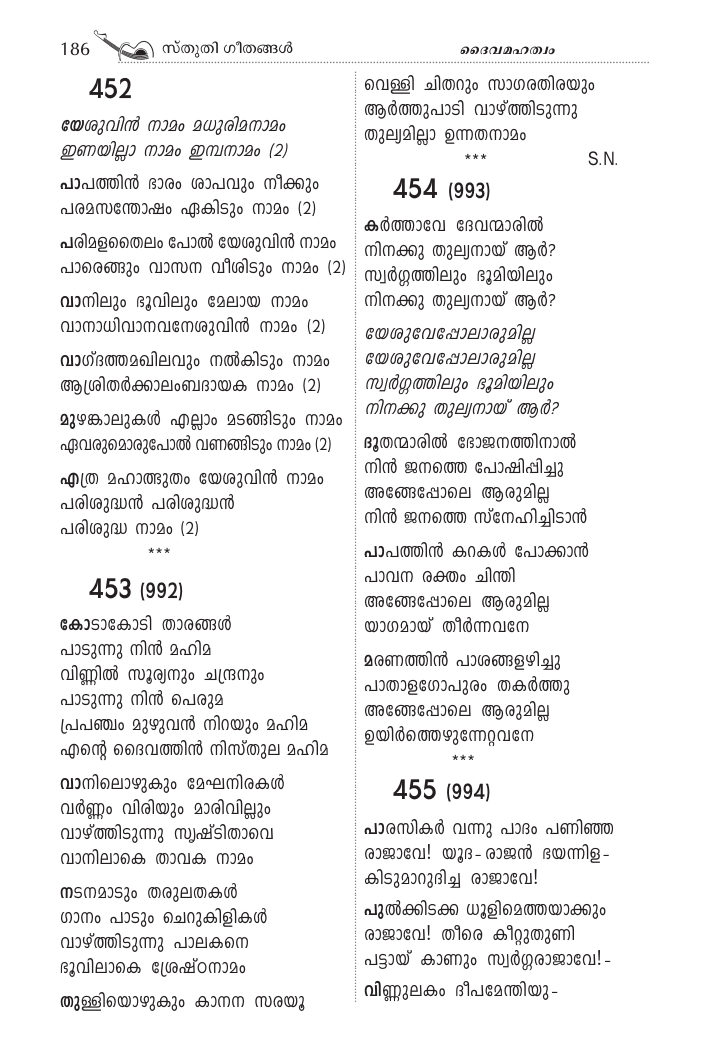 186 സ്തുതി ഗീതങ്ങൾ
ദൈവമഹത്വം
452
യേശുവിൻ നാമം മധുരിമനാമം
ഇണയില്ലാ നാമം ഇമ്പനാമം (2)
പാപത്തിൻ ഭാരം ശാപവും നീക്കും
പരമസന്തോഷം ഏകിടും നാമം (2)
പരിമളതൈലം പോൽ യേശുവിൻ നാമം
പാരെങ്ങും വാസന വീശിടും നാമം (2)
വാനിലും ഭൂവിലും മേലായ നാമം
വാനാധിവാനവനേശുവിൻ നാമം (2)
വാഗ്ദത്തമഖിലവും നൽകിടും നാമം
ആശ്രിതർക്കാലംബദായക നാമം (2)
മുഴങ്കാലുകൾ എല്ലാം മടങ്ങിടും നാമം
ഏവരുമൊരുപോൽ വണങ്ങിടും നാമം (2)
എത്ര മഹാത്ഭുതം യേശുവിൻ നാമം
പരിശുദ്ധൻ പരിശുദ്ധൻ
പരിശുദ്ധ നാമം (2)
***
453 (992)
കോടാകോടി താരങ്ങൾ
പാടുന്നു നിൻ മഹിമ
വിണ്ണിൽ സൂര്യനും ചന്ദ്രനും
പാടുന്നു നിൻ പെരുമ
പ്രപഞ്ചം മുഴുവൻ നിറയും മഹിമ
എന്റെ ദൈവത്തിൻ നിസ്തുല മഹിമ
വാനിലൊഴുകും മേഘനിരകൾ
വർണ്ണം വിരിയും മാരിവില്ലും
വാഴ്ത്തിടുന്നു സൃഷ്ടിതാവെ
വാനിലാകെ താവക നാമം
നടനമാടും തരുലതകൾ
ഗാനം പാടും ചെറുകിളികൾ
വാഴ്ത്തിടുന്നു പാലകനെ
ഭൂവിലാകെ ശ്രേഷ്ഠനാമം
തുള്ളിയൊഴുകും കാനന സരയൂ
വെള്ളി ചിതറും സാഗരതിരയും
ആർത്തുപാടി വാഴ്ത്തിടുന്നു
തുല്യമില്ലാ ഉന്നതനാമം
*** S.N.
454 (993)
കർത്താവേ ദേവന്മാരിൽ
നിനക്കു തുല്യനായ് ആർ?
സ്വർഗ്ഗത്തിലും ഭൂമിയിലും
നിനക്കു തുല്യനായ് ആർ?
യേശുവേപ്പോലാരുമില്ല
യേശുവേപ്പോലാരുമില്ല
സ്വർഗ്ഗത്തിലും ഭൂമിയിലും
നിനക്കു തുല്യനായ് ആർ?
ദൂതന്മാരിൽ ഭോജനത്തിനാൽ
നിൻ ജനത്തെ പോഷിപ്പിച്ചു
അങ്ങേപ്പോലെ ആരുമില്ല
നിൻ ജനത്തെ സ്നേഹിച്ചിടാൻ
പാപത്തിൻ കറകൾ പോക്കാൻ
പാവന രക്തം ചിന്തി
അങ്ങേപ്പോലെ ആരുമില്ല
യാഗമായ് തീർന്നവനേ
മരണത്തിൻ പാശങ്ങളഴിച്ചു
പാതാളഗോപുരം തകർത്തു
അങ്ങേപ്പോലെ ആരുമില്ല
ഉയിർത്തെഴുന്നേറ്റവനേ
***
455 (994)
പാരസികർ വന്നു പാദം പണിഞ്ഞ
രാജാവേ! യൂദ-രാജൻ ഭയന്നിള-
കിടുമാറുദിച്ച രാജാവേ!
പുൽക്കിടക്ക ധൂളിമെത്തയാക്കും
രാജാവേ! തീരെ കീറ്റുതുണി
പട്ടായ് കാണും സ്വർഗ്ഗരാജാവേ!-
വിണ്ണുലകം ദീപമേന്തിയു-